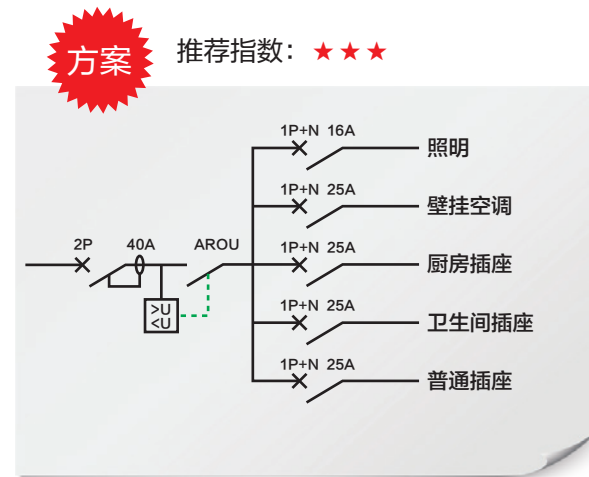 方案
推荐指数：★★★
1P+N 16A
照明
1P+N 25A
壁挂空调
2P 40A AROU
1P+N 25A
厨房插座
>U
<U
1P+N 25A
卫生间插座
1P+N 25A
普通插座